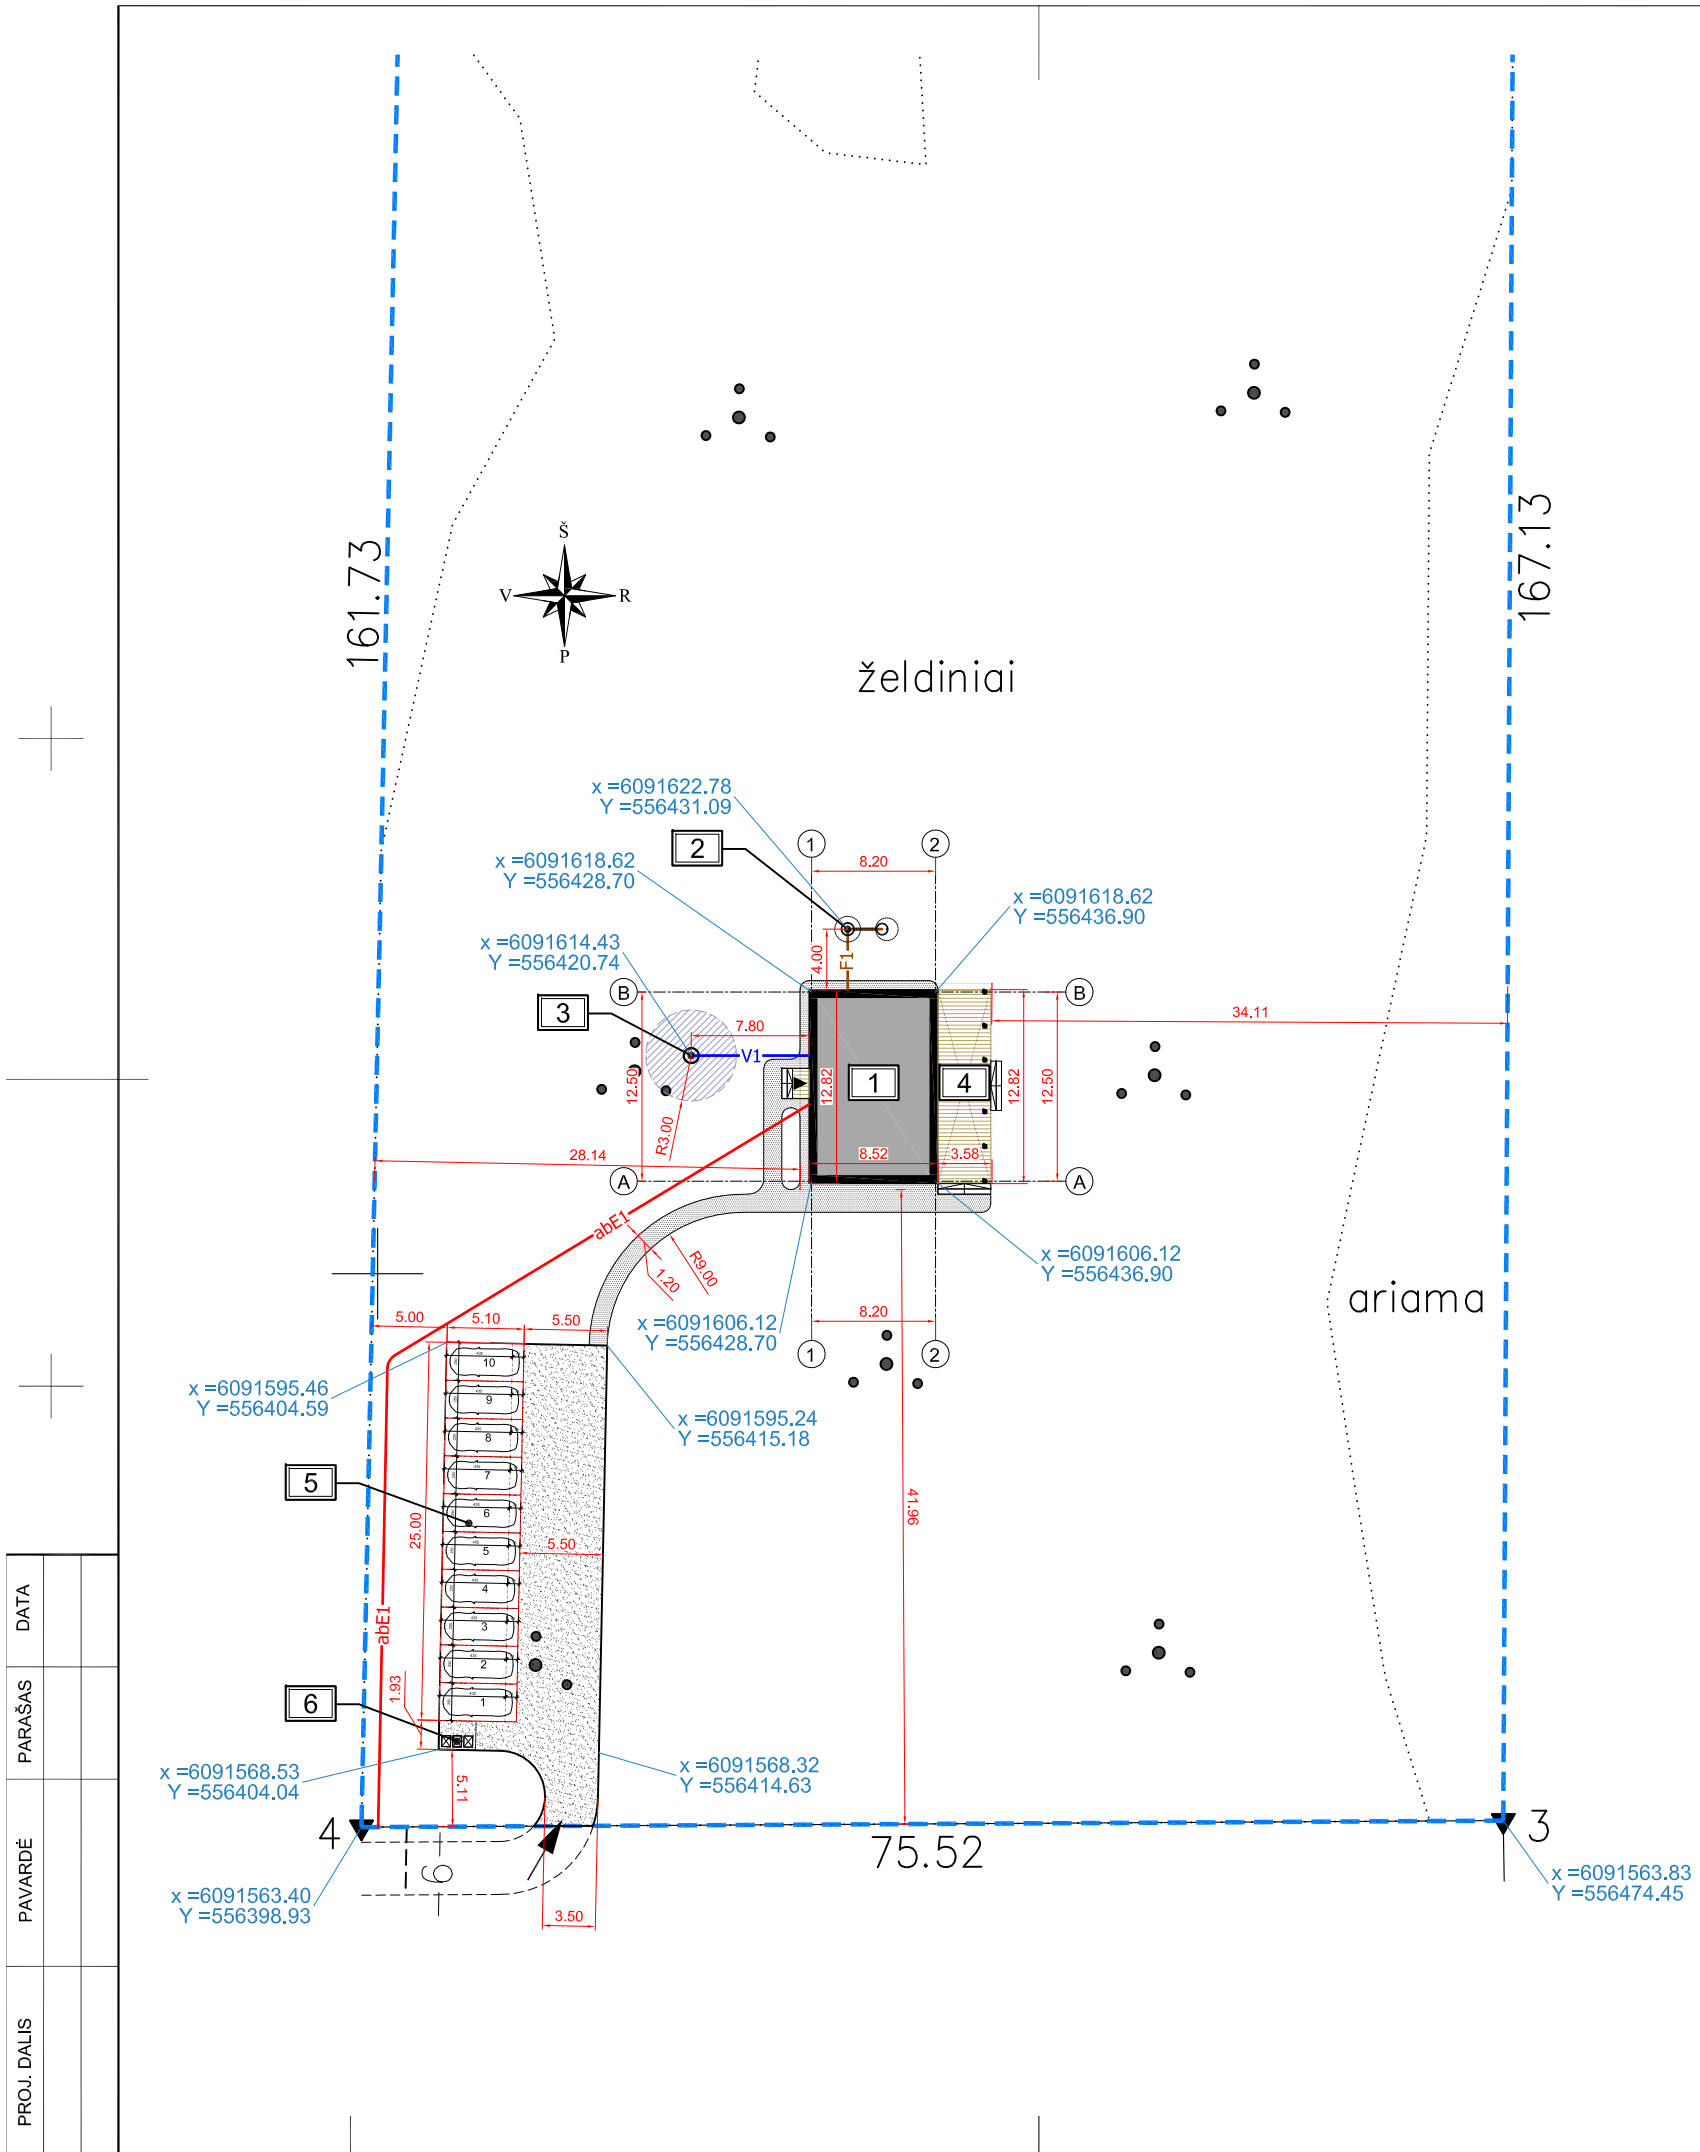 161.73
167.13
Š
V
R
P
želdiniai
x =6091622.78
Y =556431.09
2
1
2
8.20
x =6091618.62
Y =556428.70
x =6091618.62
Y =556436.90
x =6091614.43
Y =556420.74
4.00
F1
B
B
3
7.80
V1
34.11
12.50
12.82
1
4
12.82
12.50
R3.00
28.14
8.52
3.58
A
A
abE1
R9.00
1.20
x =6091606.12
Y =556436.90
ariama
5.00
5.10
5.50
x =6091606.12
Y =556428.70
8.20
1
2
10
9
8
7
6
5
4
3
2
1
x =6091595.46
Y =556404.59
x =6091595.24
Y =556415.18
5
25.00
5.50
41.96
abE1
1.93
6
x =6091568.53
Y =556404.04
5.11
x =6091568.32
Y =556414.63
4
75.52
3
6
x =6091563.40
Y =556398.93
3.50
x =6091563.83
Y =556474.45
DATA
PARAŠAS
PAVARDĖ
PROJ. DALIS